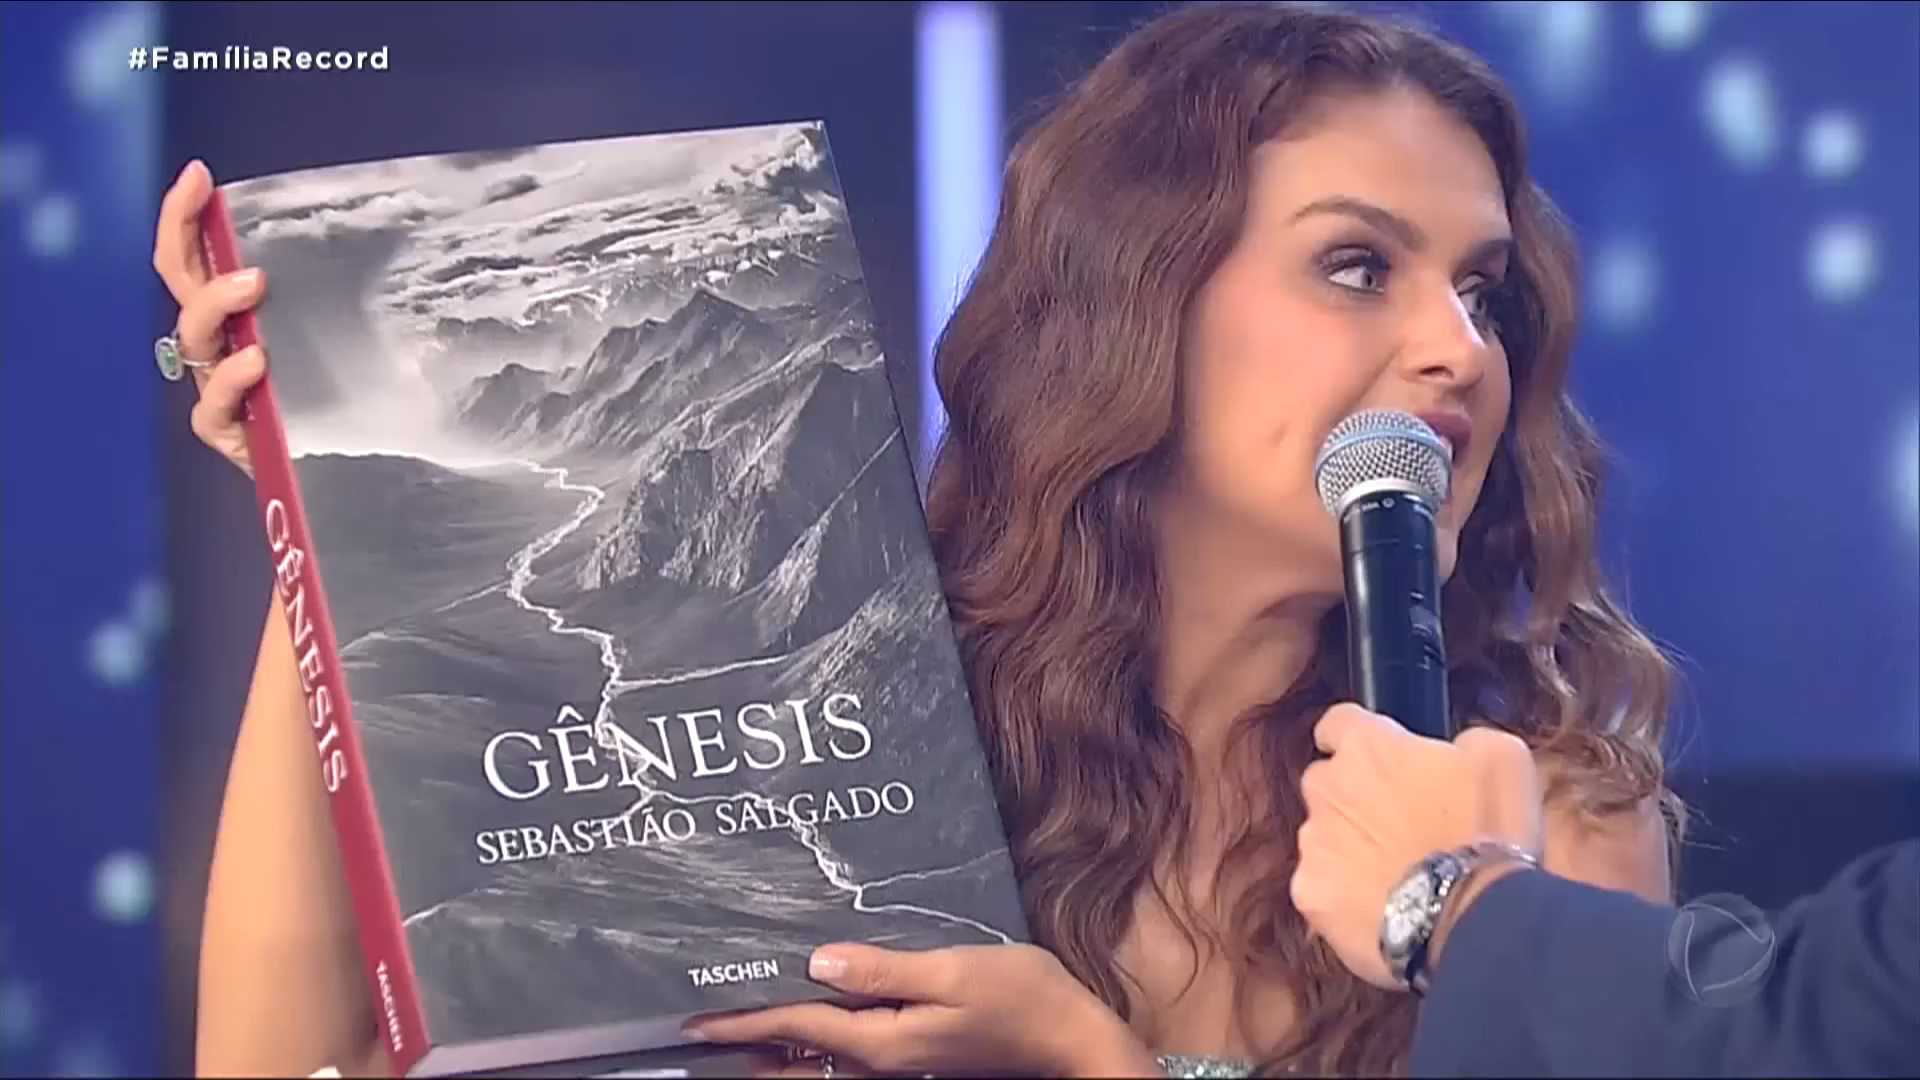 #FamíliaRecord
GÊNESIS
GÊNESIS
SEBASTIÃO SALGADO
TASCHEN
TASCHEN